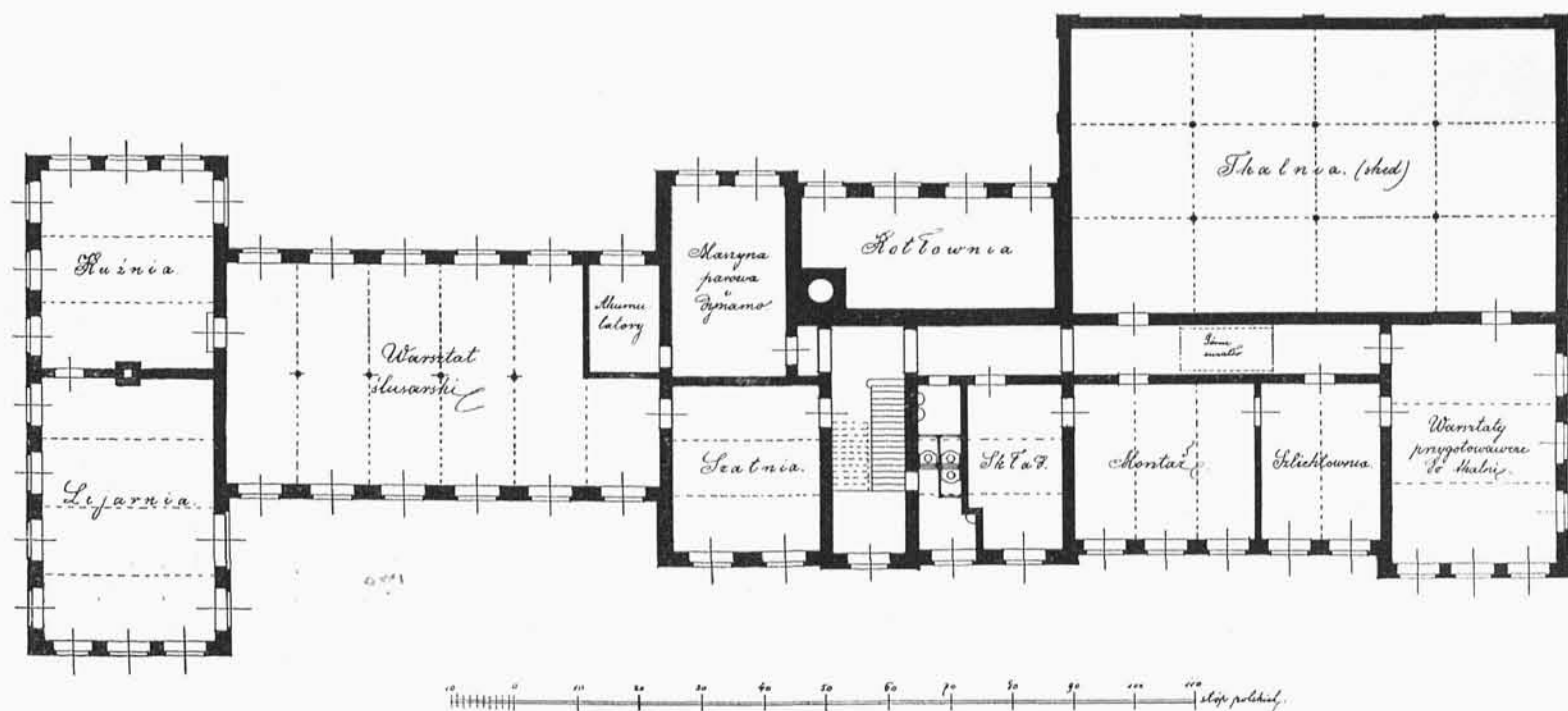 Kuźnia.
Lijarnia.
Warsztat
ślusarski
Akumu
latory
Maszyna
parowa
i
dynamo
Kotłownia
Tkalnia. (shed)
Szatnia.
Skład.
Montaż
Szlichtownia.
Warsztaty
przygotowawcze
do tkalni.
10 0 10 20 30 40 50 60 70 80 90 100 110 stóp polskich.